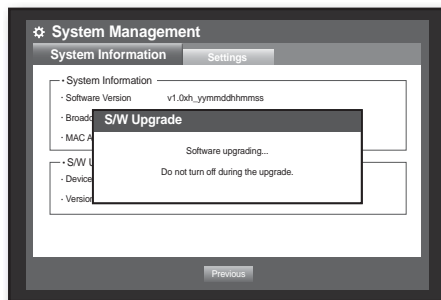 System Management
System Information
Settings
• System Information
· Software Version v1.0xh_yymmddhhmmss
S/W Upgrade
Software upgrading...
Do not turn off during the upgrade.
· MAC
• S/W
· Device
· Version
Previous